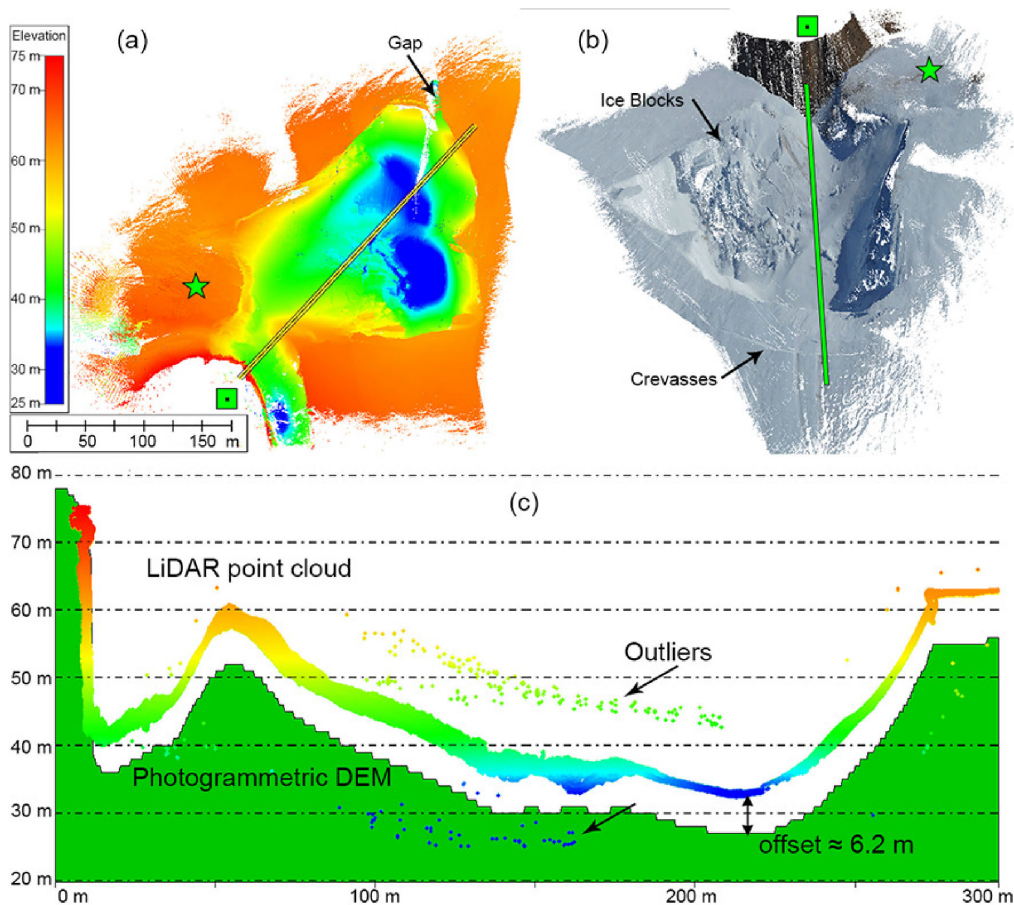 Elevation
75 m
70 m
60 m
50 m
40 m
30 m
25 m
(a)
Gap
0 50 100 150 m
(b)
Ice Blocks
Crevasses
(c)
80 m
70 m
60 m
50 m
40 m
30 m
20 m
LiDAR point cloud
Outliers
Photogrammetric DEM
offset ≈ 6.2 m
0 m 100 m 200 m 300 m